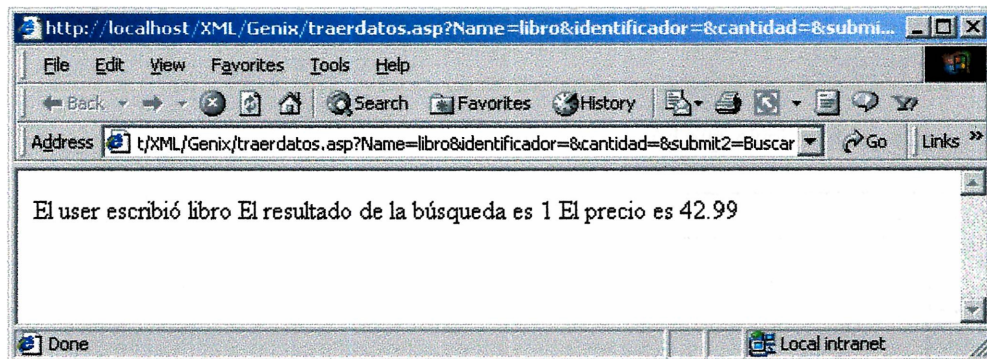 http://localhost/XML/Genix/traerdatos.asp?Name=libro&identificador=&cantidad=&submi...
File Edit View Favorites Tools Help
Back Search Favorites History
Address t/XML/Genix/traerdatos.asp?Name=libro&identificador=&cantidad=&submit2=Buscar Go Links »
El user escribió libro El resultado de la búsqueda es 1 El precio es 42.99
Done Local intranet